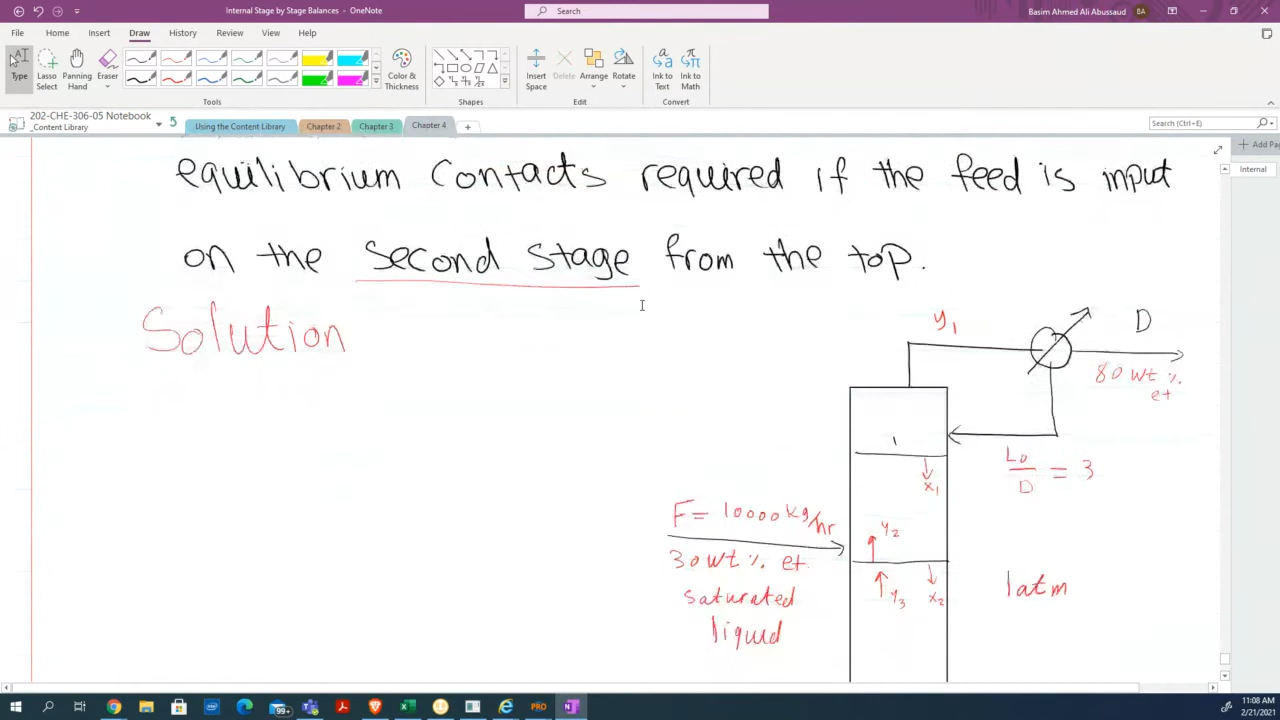 Internal Stage by Stage Balances - OneNote
Search
Basim Ahmed Ali Abussaud
BA
File Home Insert Draw History Review View Help
Type
Lasso Select
Panning Hand
Eraser
Color & Thickness
Insert Space
Delete
Arrange
Rotate
Ink to Text
Ink to Math
Tools
Shapes
Edit
Convert
202-CHE-306-05 Notebook
_Content Library
Using the Content Library
Chapter 2
Chapter 3
Chapter 4
Search (Ctrl+E)
Add Pag
Internal
equilibrium contacts required if the feed is input
on the second stage from the top.
Solution
y1
D
80 wt %
et
1
L0
D
= 3
x1
F = 10000 kg/hr
y2
30 wt % et.
y3
x2
1 atm
saturated
liquid
99+
PRO
11:08 AM
2/21/2021